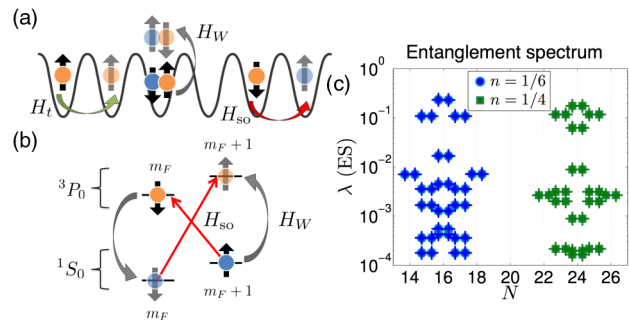 (a)
H_W
H_t
H_so
(b)
m_F
m_F + 1
^3P_0
H_so
H_W
^1S_0
m_F
m_F + 1
Entanglement spectrum
(c)
n = 1/6
n = 1/4
λ (ES)
10^0
10^-1
10^-2
10^-3
10^-4
14 16 18 20 22 24 26
N